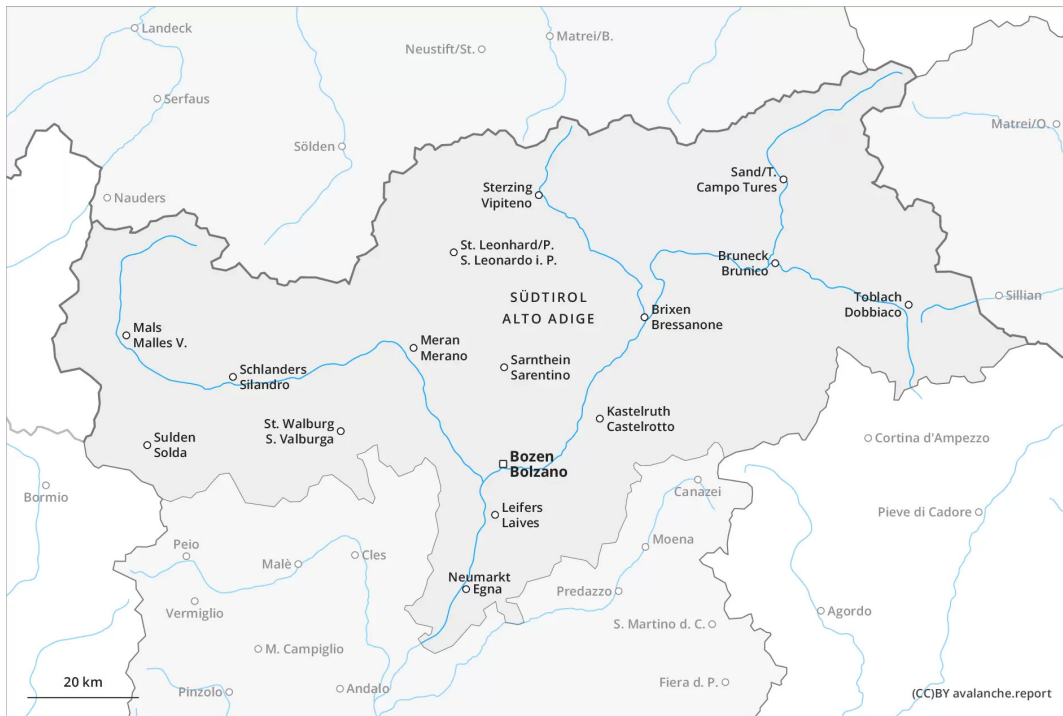 Landeck
Matrei/B.
Neustift/St.
Serfaus
Matrei/O.
Sölden
Sand/T.
Campo Tures
Sterzing
Vipiteno
Nauders
St. Leonhard/P.
S. Leonardo i. P.
Bruneck
Brunico
SÜDTIROL
ALTO ADIGE
Toblach
Dobbiaco
Sillian
Brixen
Bressanone
Mals
Malles V.
Meran
Merano
Sarnthein
Sarentino
Schlanders
Silandro
Kastelruth
Castelrotto
St. Walburg
S. Valburga
Sulden
Solda
Cortina d'Ampezzo
Bozen
Bolzano
Bormio
Canazei
Leifers
Laives
Pieve di Cadore
Peio
Moena
Cles
Malè
Neumarkt
Egna
Predazzo
Vermiglio
Agordo
S. Martino d. C.
M. Campiglio
20 km
Pinzolo
Andalo
Fiera d. P.
(CC)BY avalanche.report